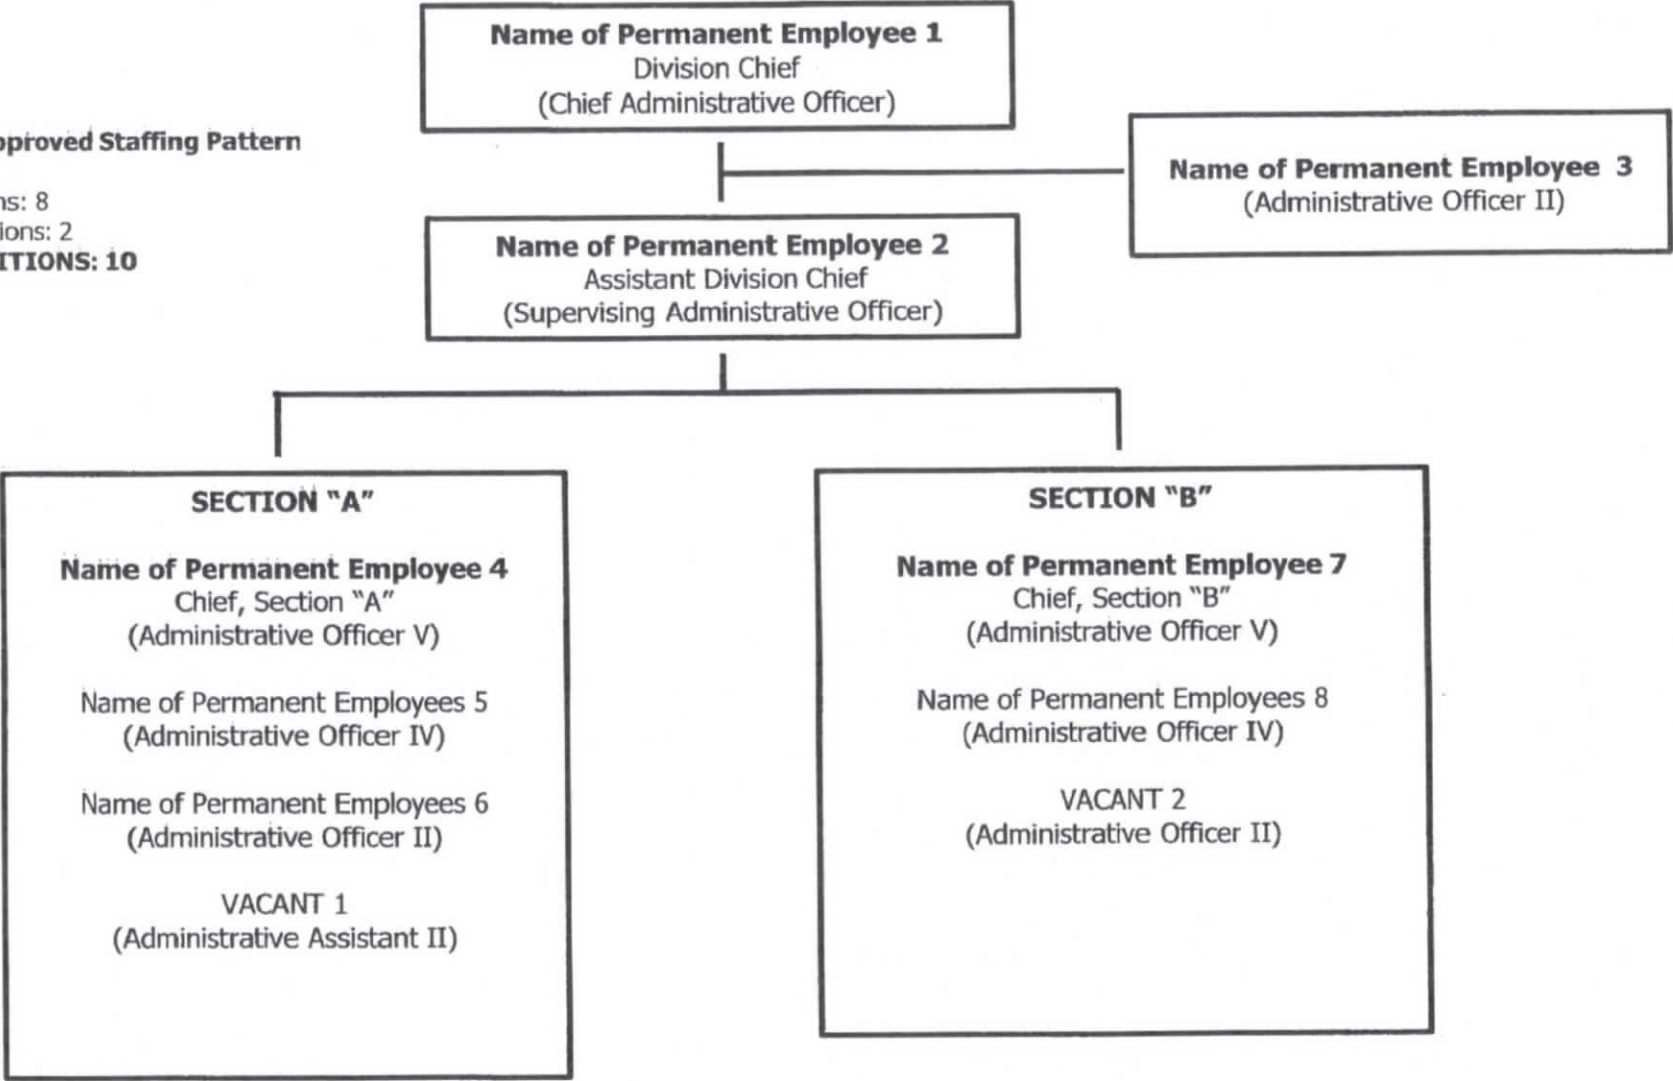 Name of Permanent Employee 1
Division Chief
(Chief Administrative Officer)
Staffing Pattern
Name of Permanent Employee 3
(Administrative Officer II)
8
2
10
Name of Permanent Employee 2
Assistant Division Chief
(Supervising Administrative Officer)
SECTION “A”
Name of Permanent Employee 4
Chief, Section “A”
(Administrative Officer V)
Name of Permanent Employees 5
(Administrative Officer IV)
Name of Permanent Employees 6
(Administrative Officer II)
VACANT 1
(Administrative Assistant II)
SECTION “B”
Name of Permanent Employee 7
Chief, Section “B”
(Administrative Officer V)
Name of Permanent Employees 8
(Administrative Officer IV)
VACANT 2
(Administrative Officer II)